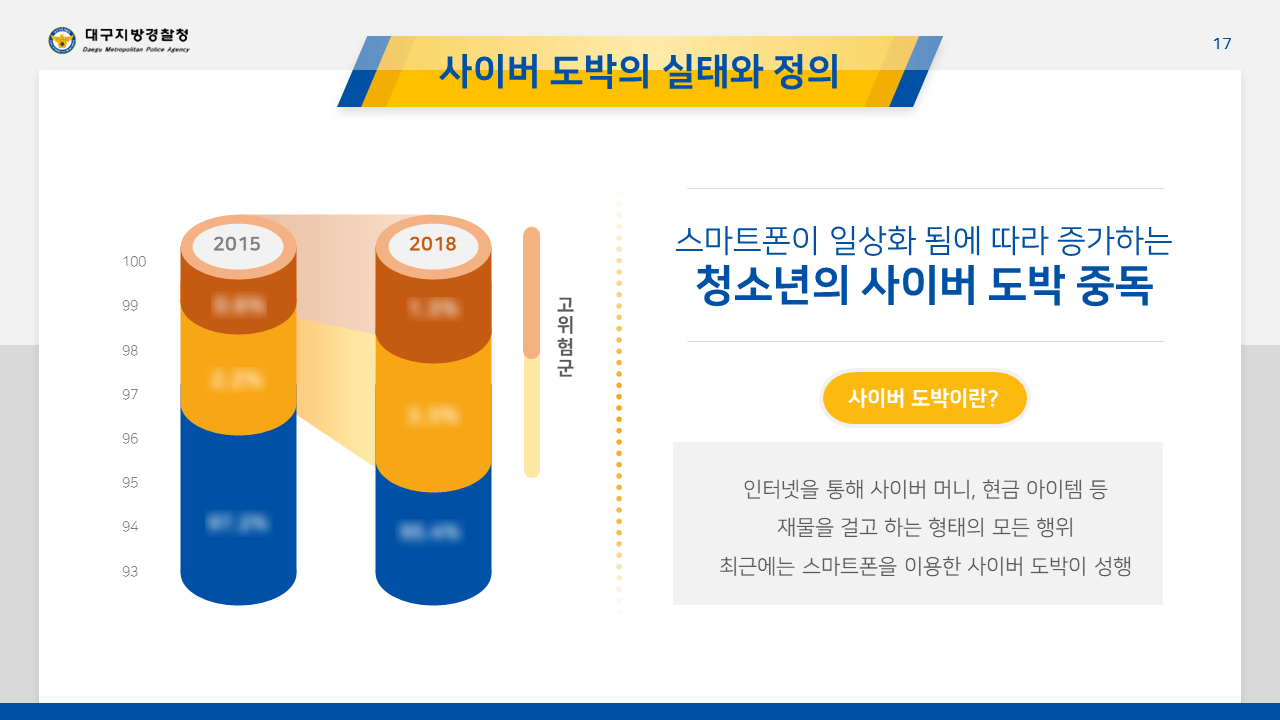 대구지방경찰청
Daegu Metropolitan Police Agency
17
사이버 도박의 실태와 정의
2015
2018
100
99
98
97
96
95
94
93
고위험군
스마트폰이 일상화 됨에 따라 증가하는
청소년의 사이버 도박 중독
사이버 도박이란?
인터넷을 통해 사이버 머니, 현금 아이템 등
재물을 걸고 하는 형태의 모든 행위
최근에는 스마트폰을 이용한 사이버 도박이 성행